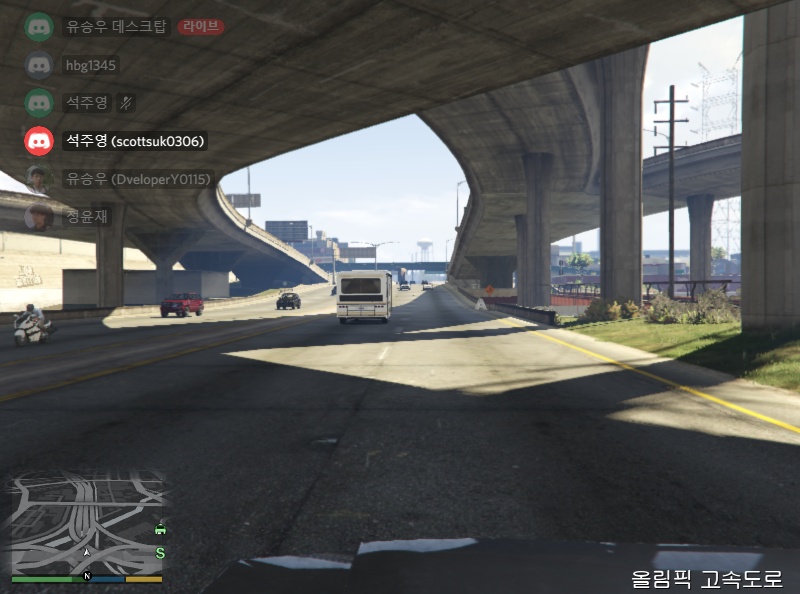 유승우 데스크탑 라이브
hbg1345
석주영
석주영 (scottsuk0306)
유승우 (DveloperY0115)
정윤재
S
N
올림픽 고속도로